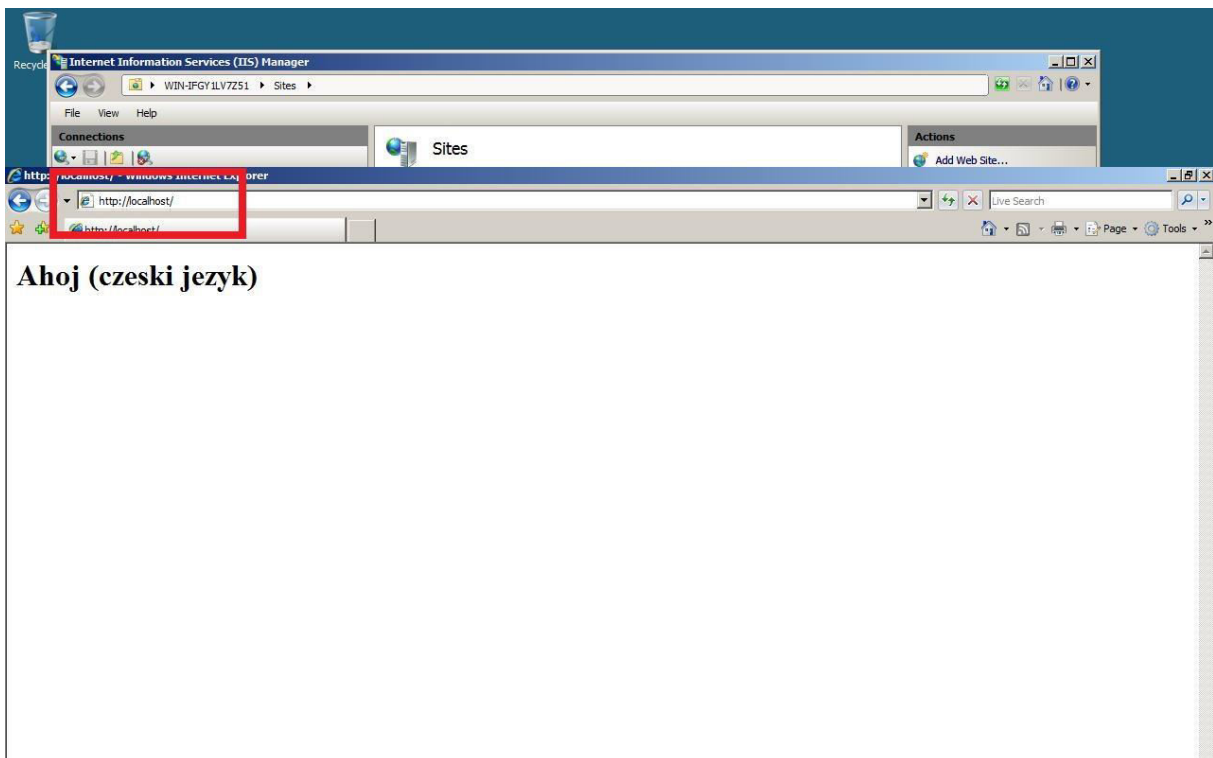 Recycle
Internet Information Services (IIS) Manager
WIN-IFGY1LV7Z51 Sites
File View Help
Connections
Sites
Actions
Add Web Site...
http://localhost/ - Windows Internet Explorer
http://localhost/
Live Search
http://localhost/
Page Tools
Ahoj (czeski jezyk)